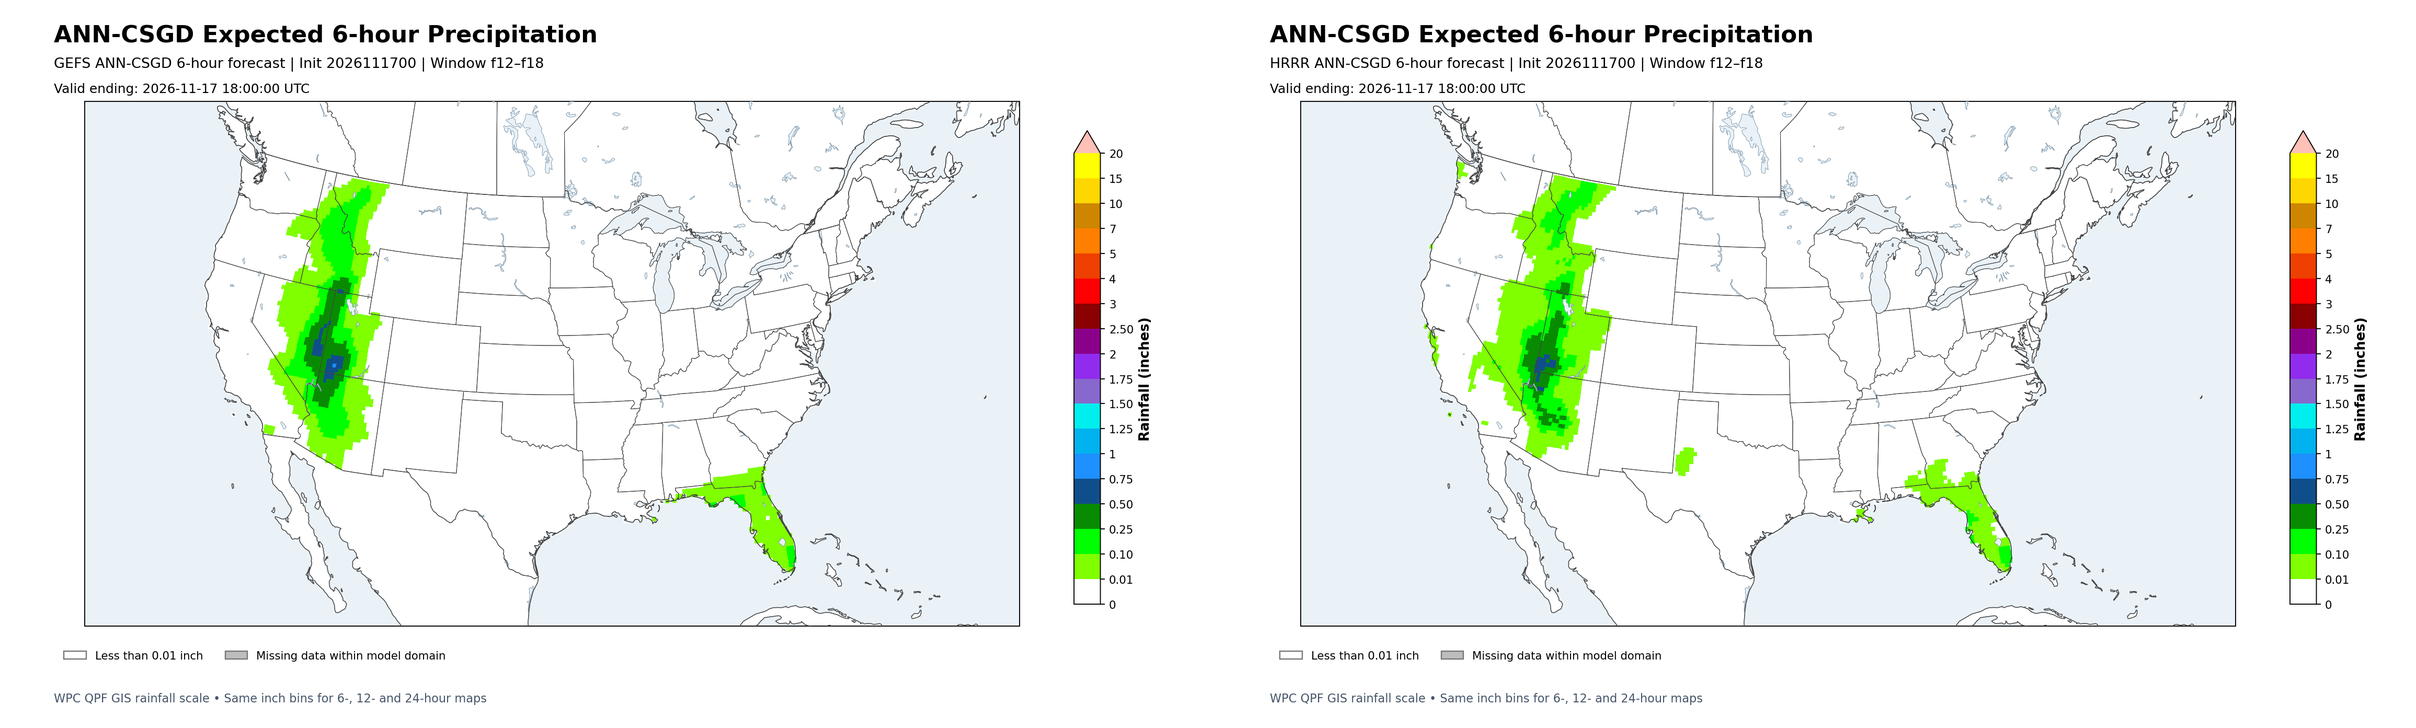 ANN-CSGD Expected 6-hour Precipitation
GEFS ANN-CSGD 6-hour forecast | Init 2026111700 | Window f12–f18
Valid ending: 2026-11-17 18:00:00 UTC
20
15
10
7
5
4
3
2.50
2
1.75
1.50
1.25
1
0.75
0.50
0.25
0.10
0.01
0
Rainfall (inches)
Less than 0.01 inch
Missing data within model domain
WPC QPF GIS rainfall scale • Same inch bins for 6-, 12- and 24-hour maps
ANN-CSGD Expected 6-hour Precipitation
HRRR ANN-CSGD 6-hour forecast | Init 2026111700 | Window f12–f18
Valid ending: 2026-11-17 18:00:00 UTC
20
15
10
7
5
4
3
2.50
2
1.75
1.50
1.25
1
0.75
0.50
0.25
0.10
0.01
0
Rainfall (inches)
Less than 0.01 inch
Missing data within model domain
WPC QPF GIS rainfall scale • Same inch bins for 6-, 12- and 24-hour maps